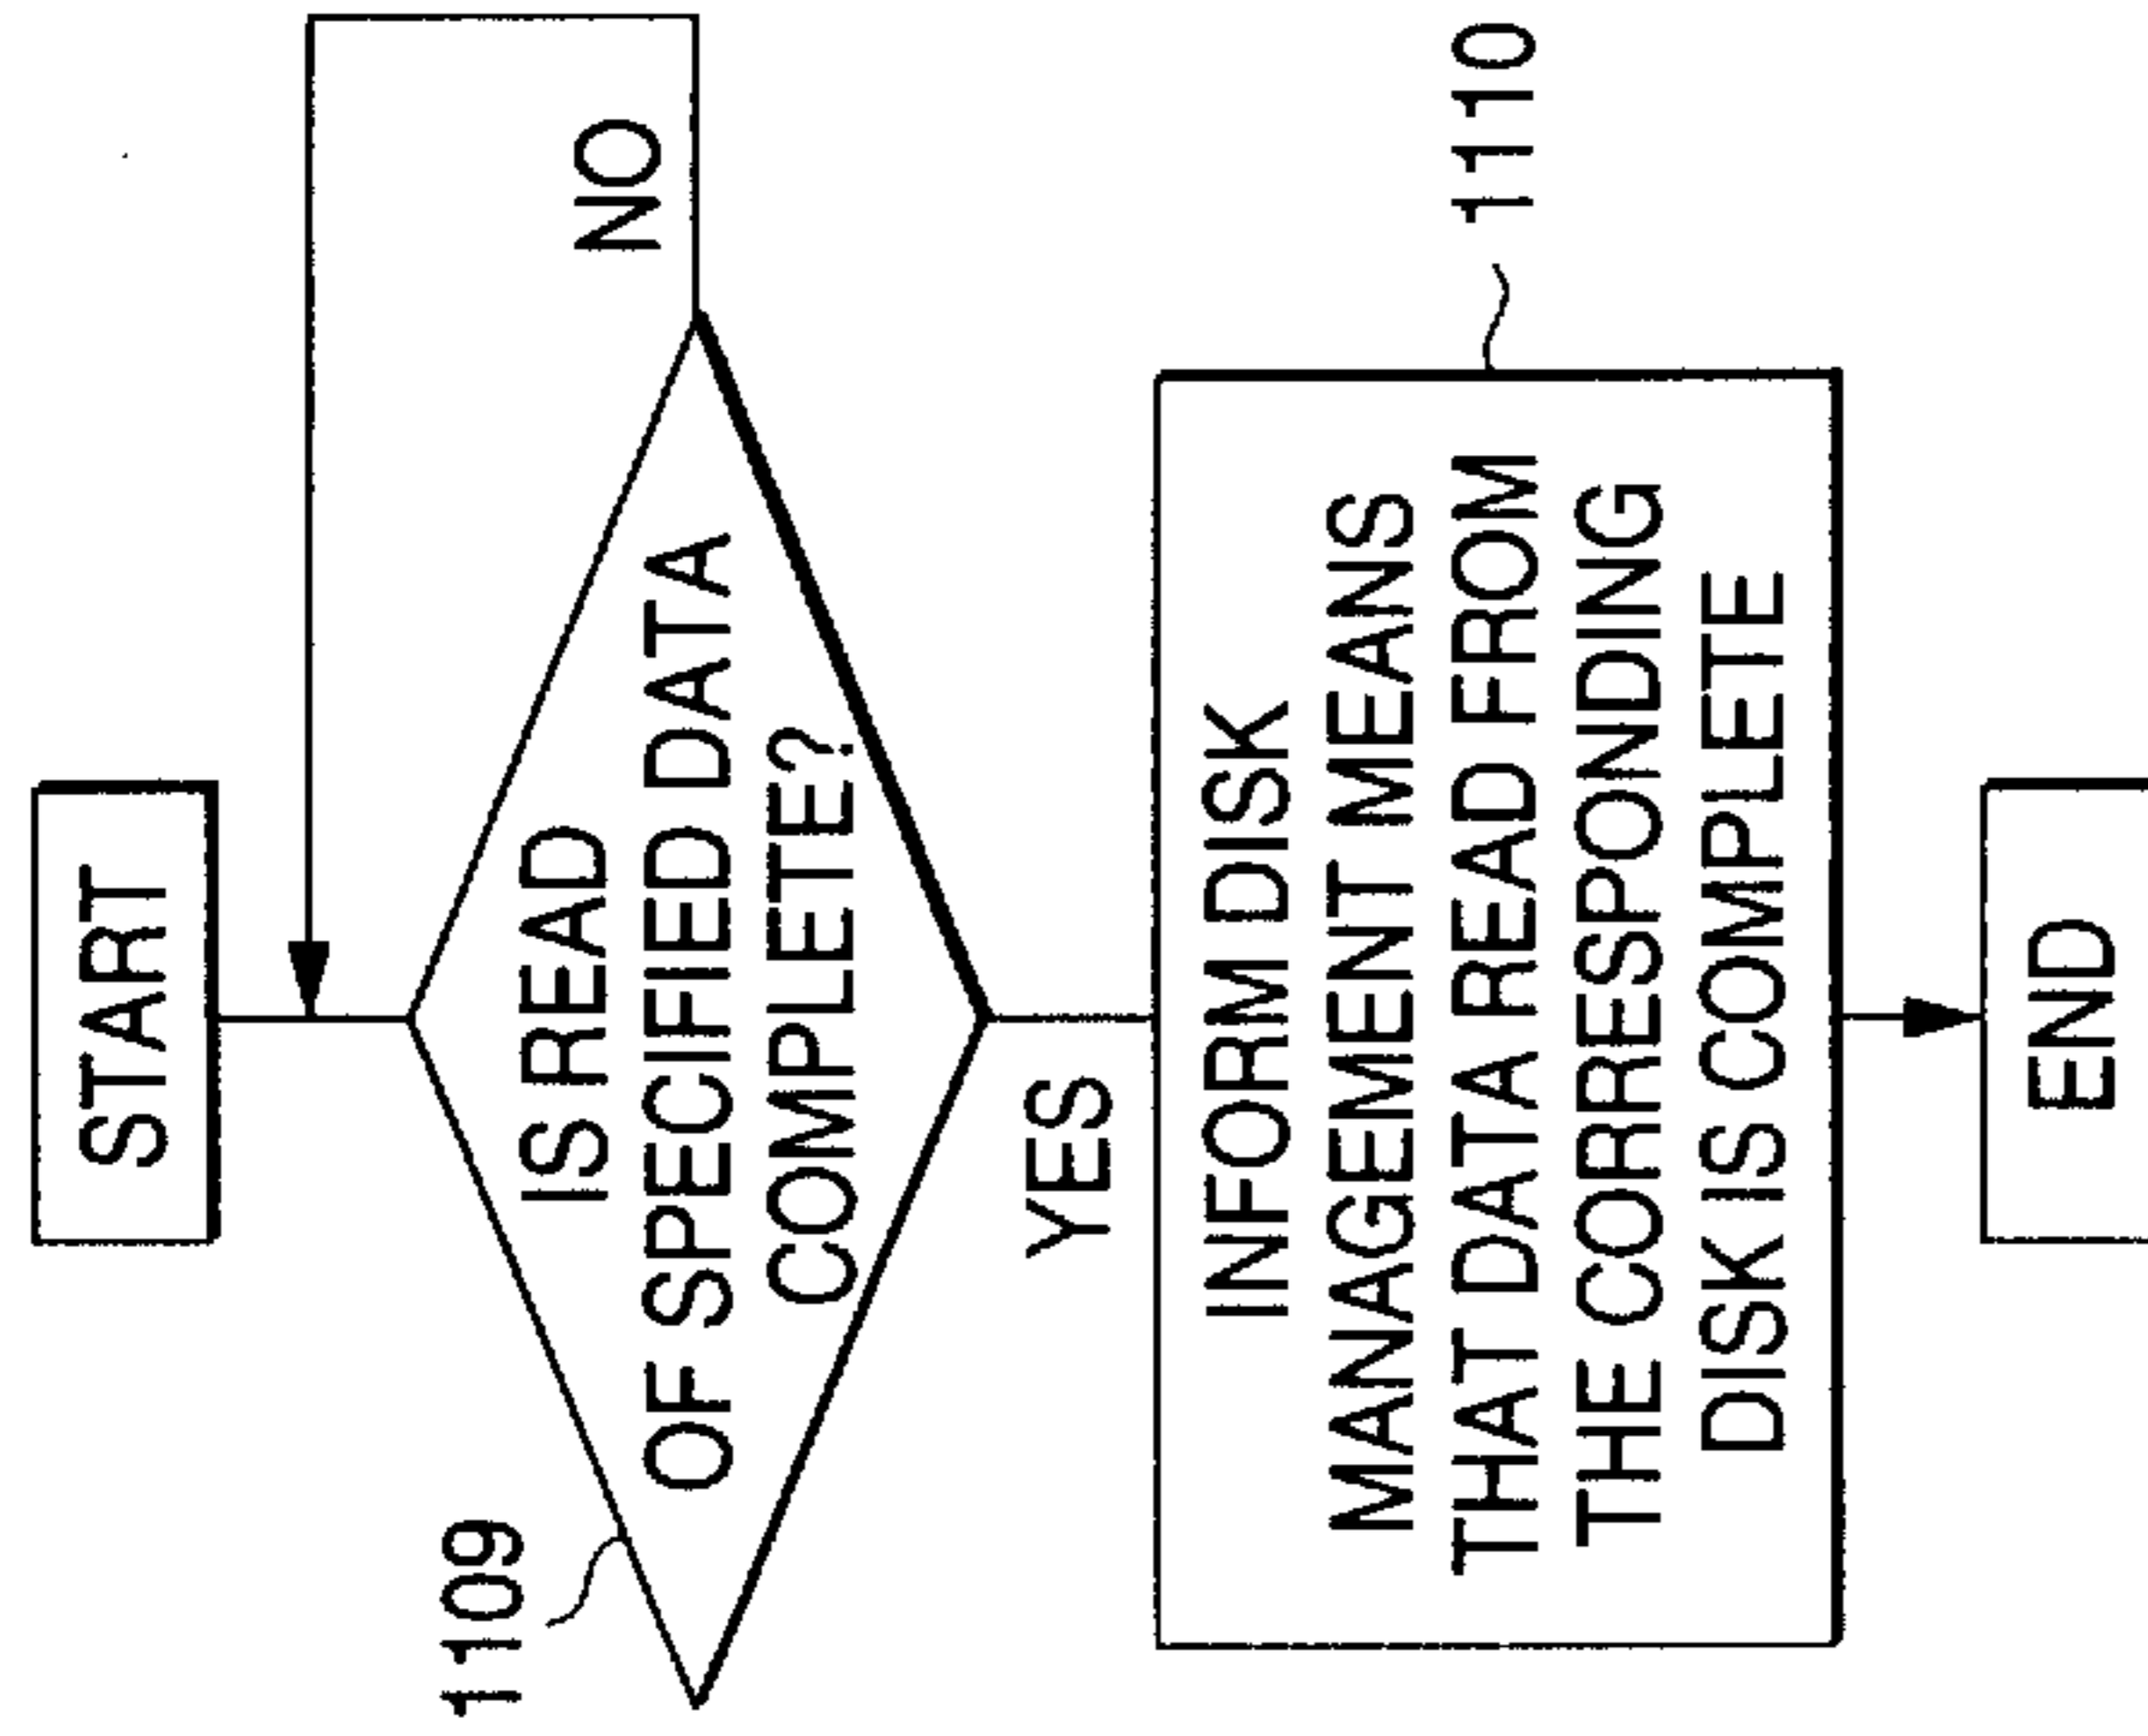 START
NO
1109
IS READ
OF SPECIFIED DATA
COMPLETE?
YES
1110
INFORM DISK
MANAGEMENT MEANS
THAT DATA READ FROM
THE CORRESPONDING
DISK IS COMPLETE
END